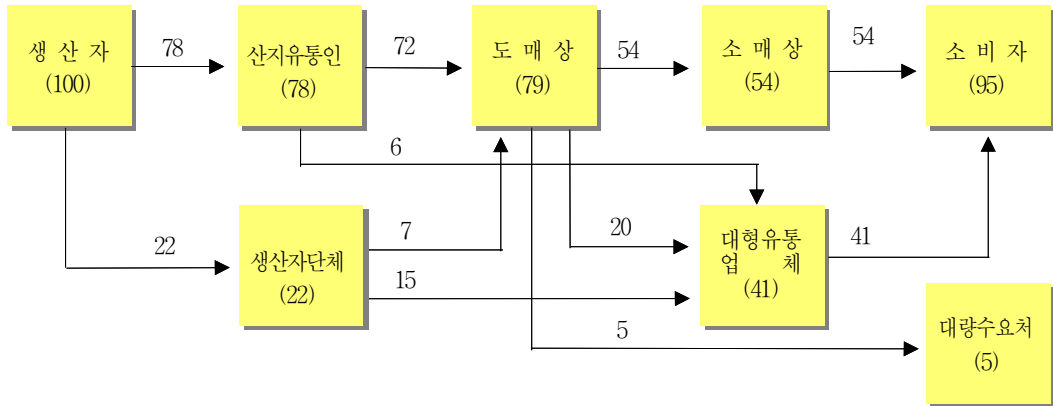 생 산 자
(100)
78
산지유통인
(78)
72
도 매 상
(79)
54
소 매 상
(54)
54
소 비 자
(95)
6
22
생산자단체
(22)
7
15
20
대형유통
업 체
(41)
41
5
대량수요처
(5)